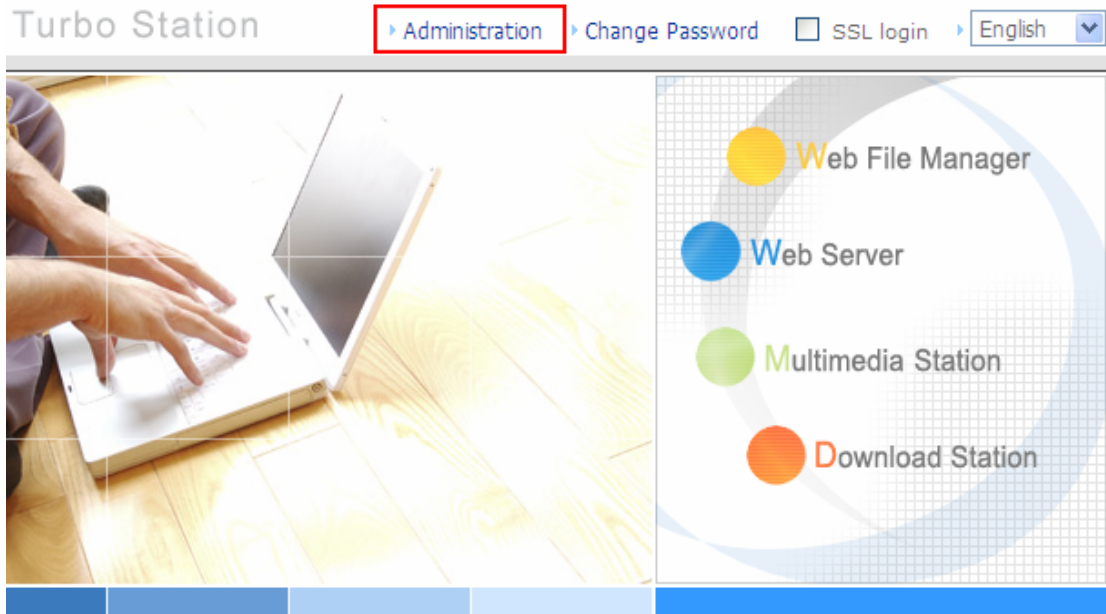 Turbo Station Administration Change Password SSL login English
Web File Manager
Web Server
Multimedia Station
Download Station